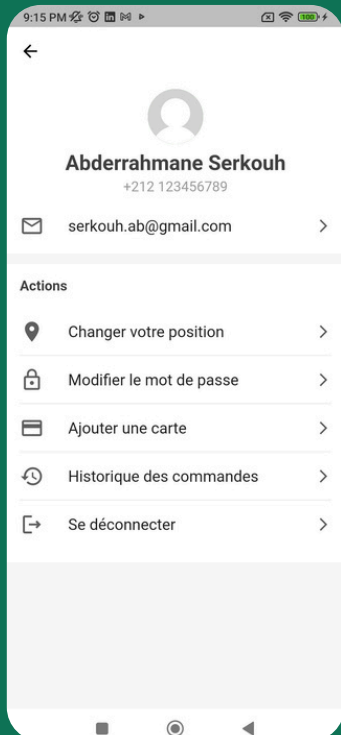 9:15 PM 100
Abderrahmane Serkouh
+212 123456789
serkouh.ab@gmail.com
Actions
Changer votre position
Modifier le mot de passe
Ajouter une carte
Historique des commandes
Se déconnecter